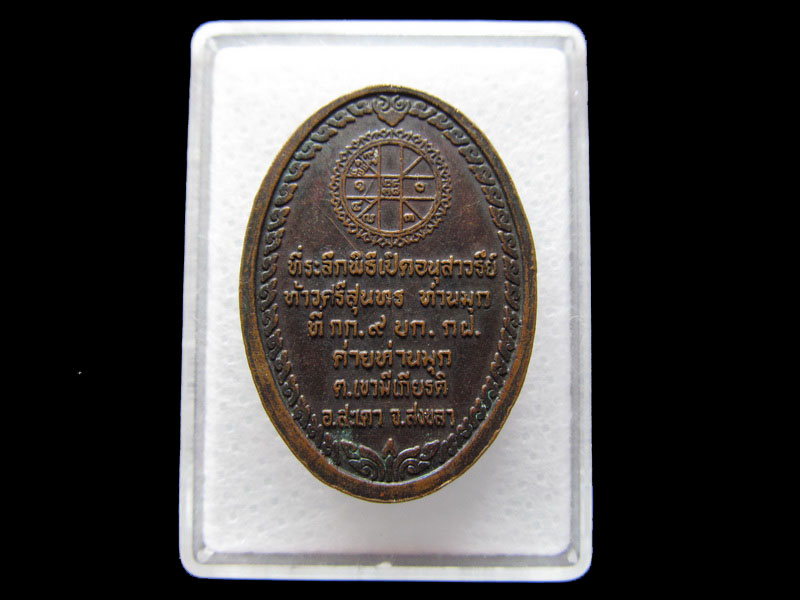 ที่ระลึกพิธีเปิดอนุสาวรีย์
ท้าวศรีสุนทร ท่านมุก
ที่ กก.๙ บก. กฝ.
ค่ายท่านมุก
ต.เขามีเกียรติ
อ.สะเดา จ.สงขลา